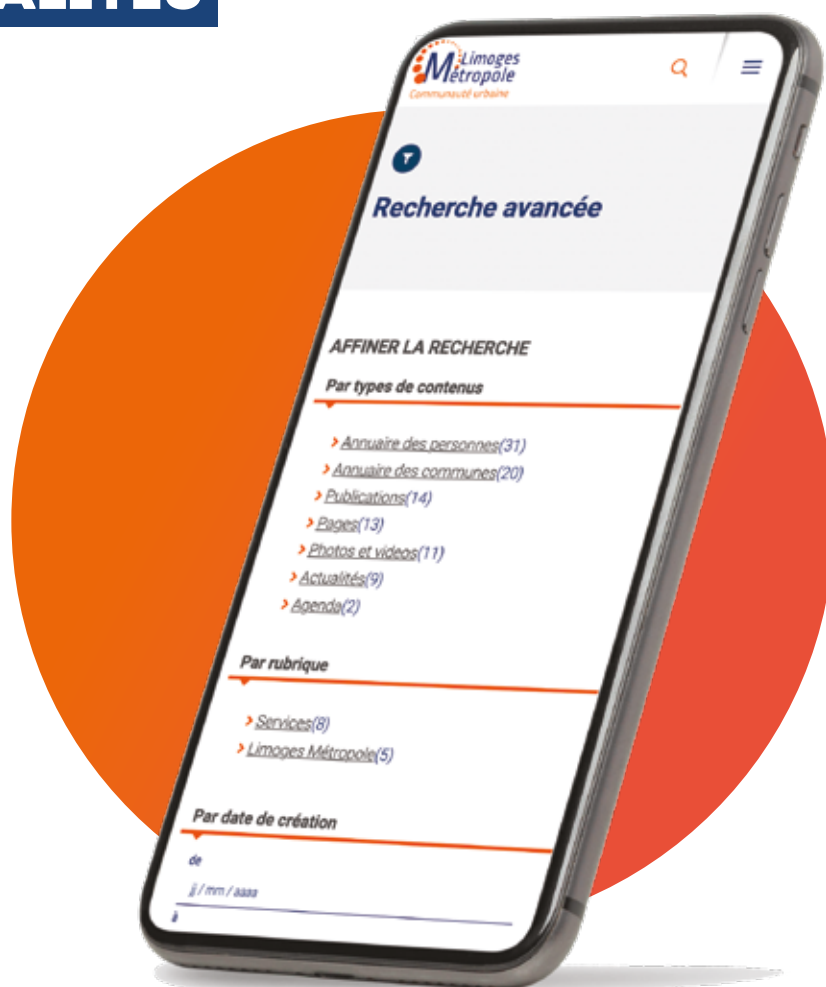 Limoges
Métropole
Communauté urbaine
Recherche avancée
AFFINER LA RECHERCHE
Par types de contenus
> Annuaire des personnes(31)
> Annuaire des communes(20)
> Publications(14)
> Pages(13)
> Photos et videos(11)
> Actualités(9)
> Agenda(2)
Par rubrique
> Services(8)
> Limoges Métropole(5)
Par date de création
de
jj / mm / aaaa
à